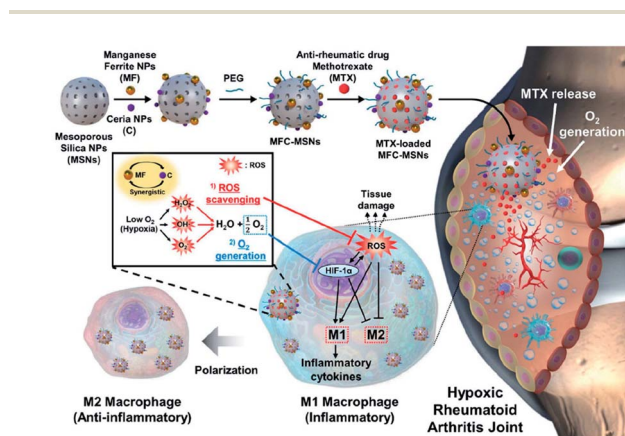 Manganese
Ferrite NPs
(MF)
Ceria NPs
(C)
Mesoporous
Silica NPs
(MSNs)
PEG
MFC-MSNs
Anti-rheumatic drug
Methotrexate
(MTX)
MTX-loaded
MFC-MSNs
MTX release
O₂
generation
MF
C
Synergistic
: ROS
1) ROS
scavenging
Low O₂
(Hypoxia)
H₂O₂
OH·
H₂O + 1/2 O₂
2) O₂
generation
Tissue
damage
ROS
HIF-1α
M1
M2
Inflammatory
cytokines
Polarization
M2 Macrophage
(Anti-inflammatory)
M1 Macrophage
(Inflammatory)
Hypoxic
Rheumatoid
Arthritis Joint